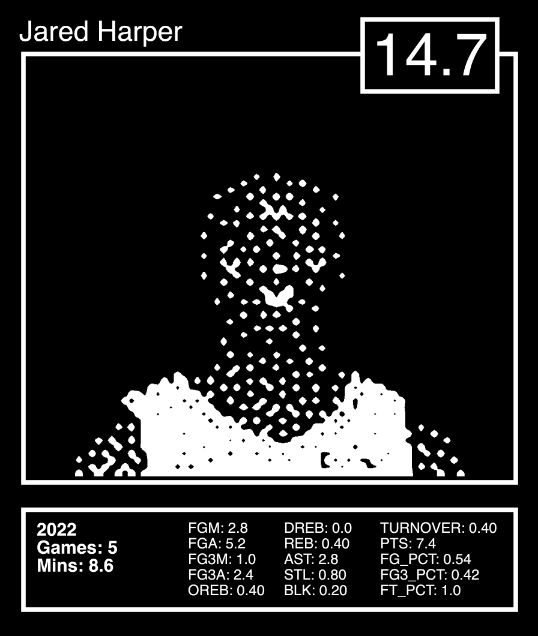 Jared Harper
14.7
2022
Games: 5
Mins: 8.6
FGM: 2.8
FGA: 5.2
FG3M: 1.0
FG3A: 2.4
OREB: 0.40
DREB: 0.0
REB: 0.40
AST: 2.8
STL: 0.80
BLK: 0.20
TURNOVER: 0.40
PTS: 7.4
FG_PCT: 0.54
FG3_PCT: 0.42
FT_PCT: 1.0